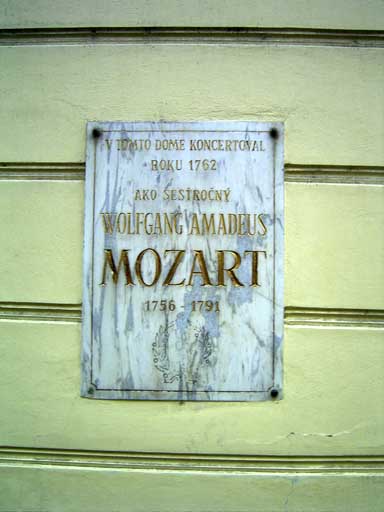 V TOMTO DOME KONCERTOVAL
ROKU 1762
AKO ŠESŤROČNÝ
WOLFGANG AMADEUS
MOZART
1756 - 1791